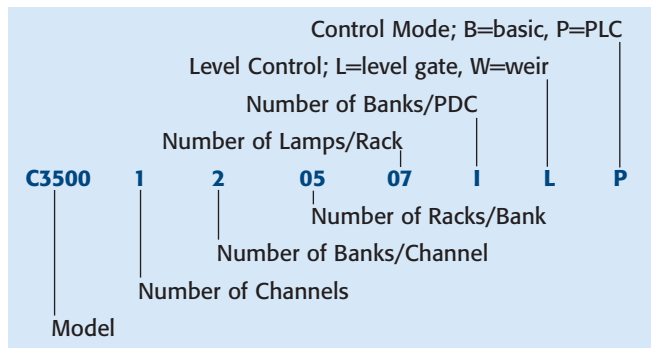 Control Mode; B=basic, P=PLC
Level Control; L=level gate, W=weir
Number of Banks/PDC
Number of Lamps/Rack
C3500 1 2 05 07 I L P
Number of Racks/Bank
Number of Banks/Channel
Number of Channels
Model